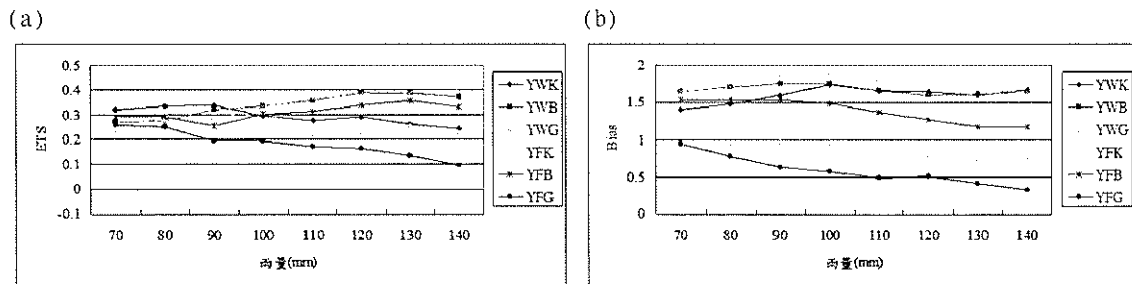 (a)
(b)
ETS
0.5
0.4
0.3
0.2
0.1
0
-0.1
70 80 90 100 110 120 130 140
雨量(mm)
YWK
YWB
YWG
YFK
YFB
YFG
Bias
2
1.5
1
0.5
0
70 80 90 100 110 120 130 140
雨量(mm)
YWK
YWB
YWG
YFK
YFB
YFG